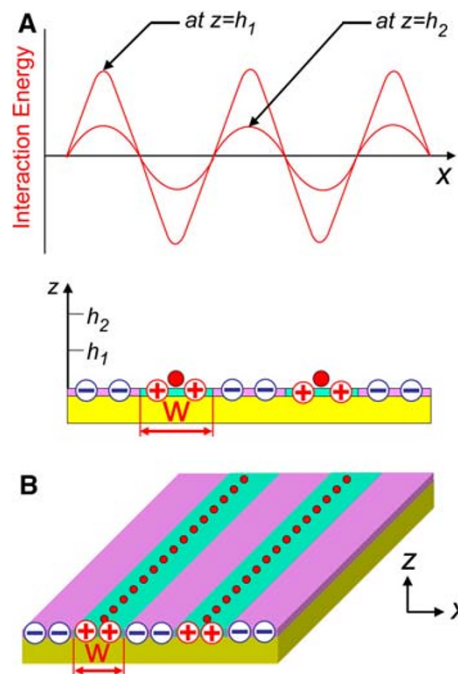 A
at z=h1
at z=h2
Interaction Energy
X
z
h2
h1
− − + + − − + + − −
W
B
Z
X
− − + + − − + + − −
W